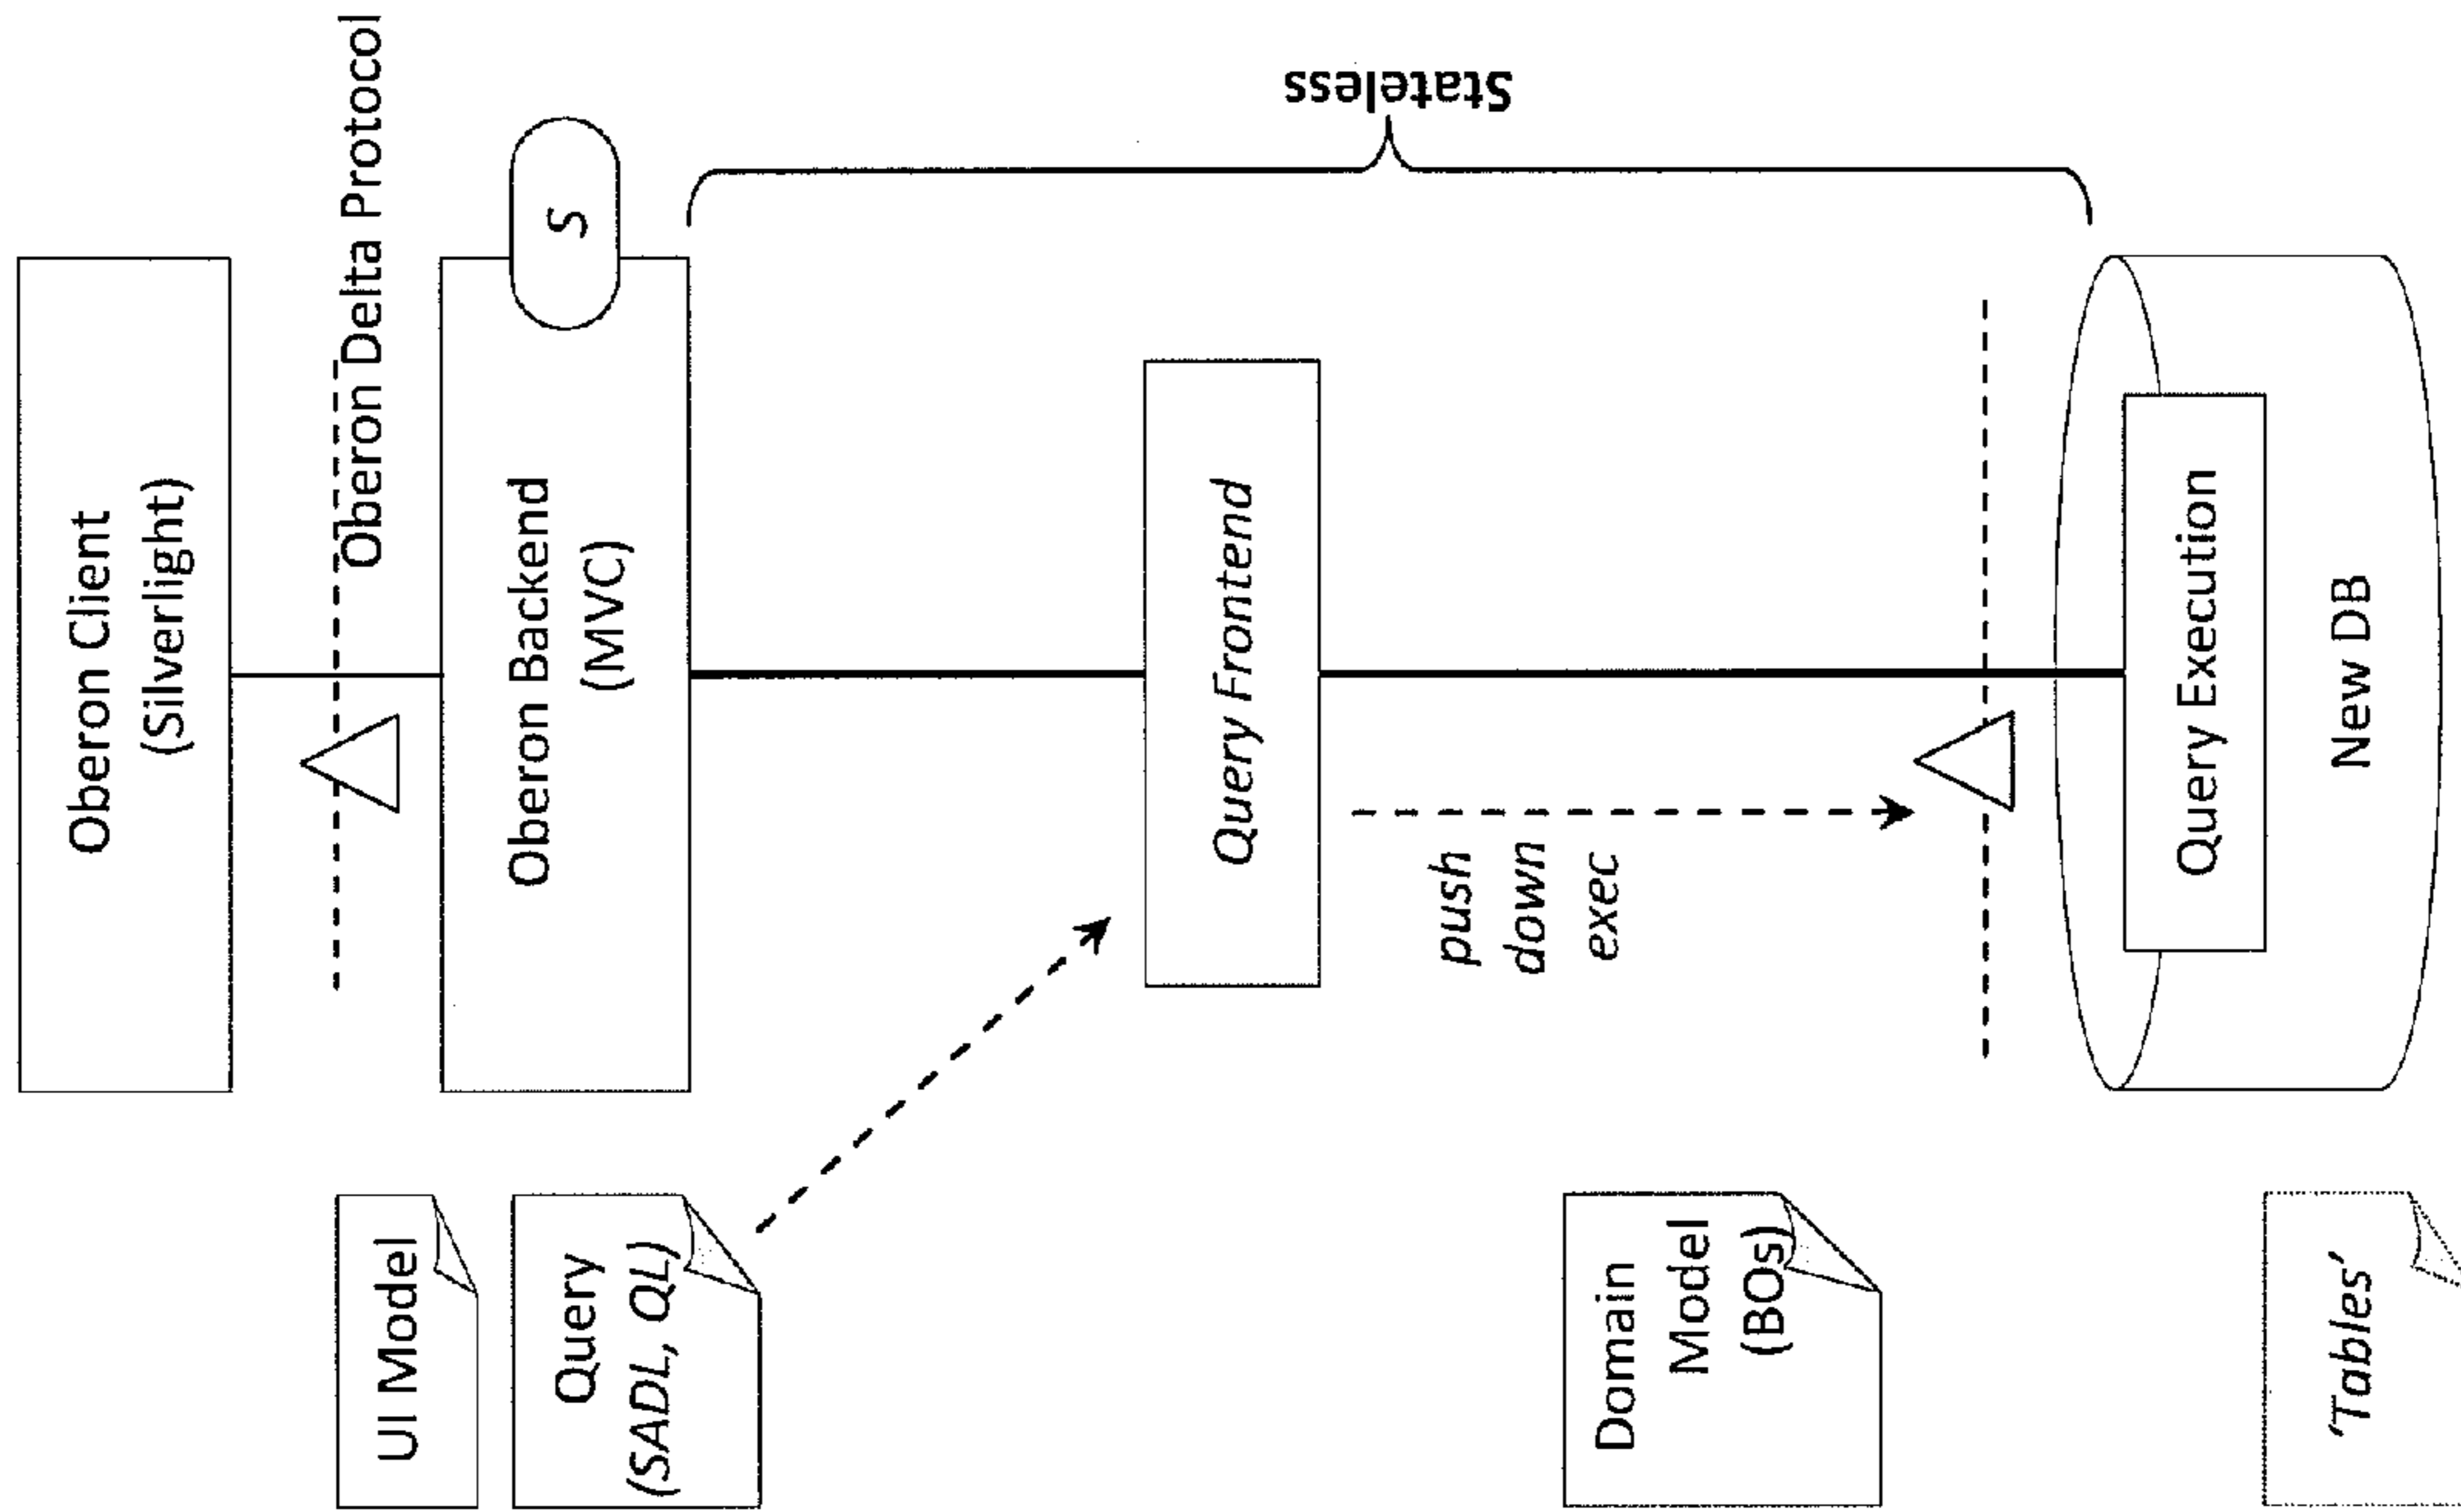 Oberon Client
(Silverlight)
Oberon Delta Protocol
Oberon Backend
(MVC)
S
Stateless
Query Frontend
push
down
exec
Query Execution
New DB
UI Model
Query
(SADL, QL)
Domain
Model
(BOs)
‘Tables’